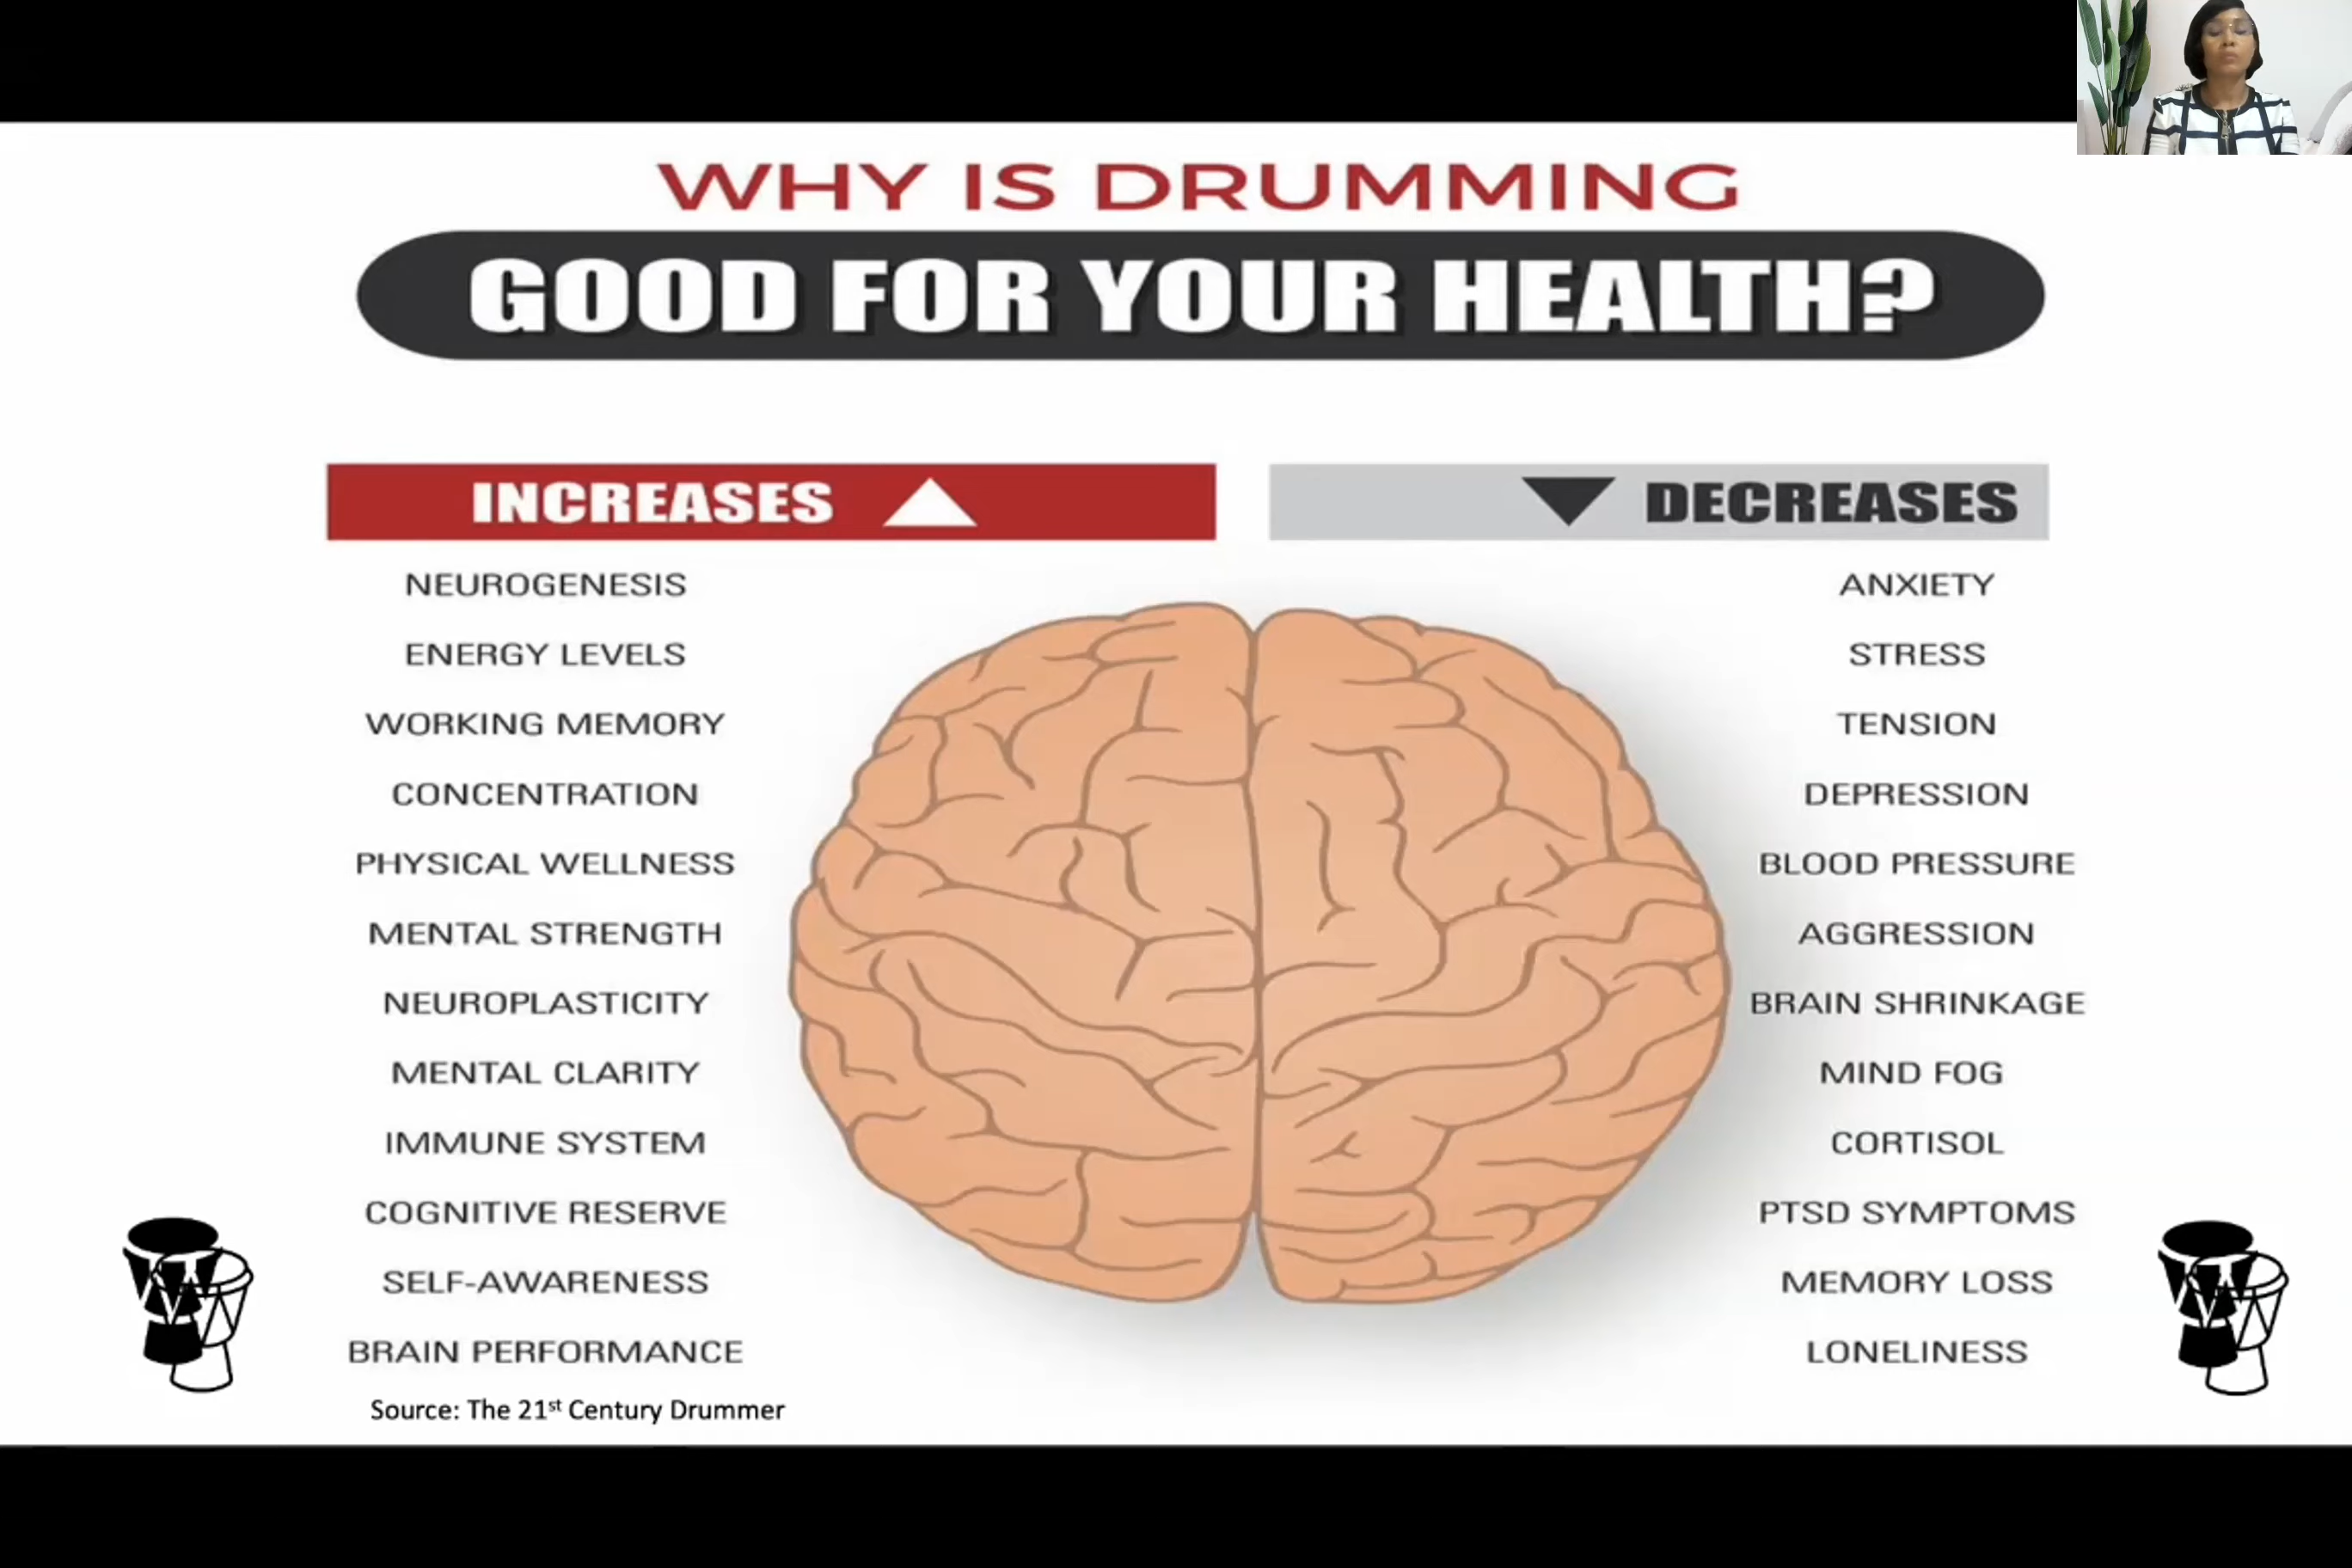 WHY IS DRUMMING
GOOD FOR YOUR HEALTH?
INCREASES
NEUROGENESIS
ENERGY LEVELS
WORKING MEMORY
CONCENTRATION
PHYSICAL WELLNESS
MENTAL STRENGTH
NEUROPLASTICITY
MENTAL CLARITY
IMMUNE SYSTEM
COGNITIVE RESERVE
SELF-AWARENESS
BRAIN PERFORMANCE
DECREASES
ANXIETY
STRESS
TENSION
DEPRESSION
BLOOD PRESSURE
AGGRESSION
BRAIN SHRINKAGE
MIND FOG
CORTISOL
PTSD SYMPTOMS
MEMORY LOSS
LONELINESS
Source: The 21st Century Drummer